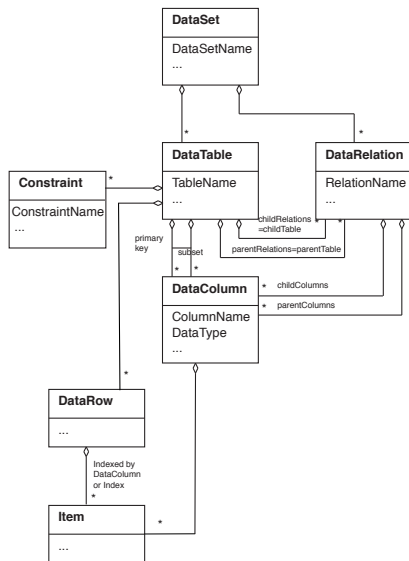 DataSet
DataSetName
...
*
*
DataTable
TableName
...
DataRelation
RelationName
...
Constraint
ConstraintName
...
*
childRelations *
=childTable
*
parentRelations=parentTable
primary
key
subset
*
*
DataColumn
ColumnName
DataType
...
* childColumns
* parentColumns
*
DataRow
...
Indexed by
DataColumn
or Index
*
Item
...
*